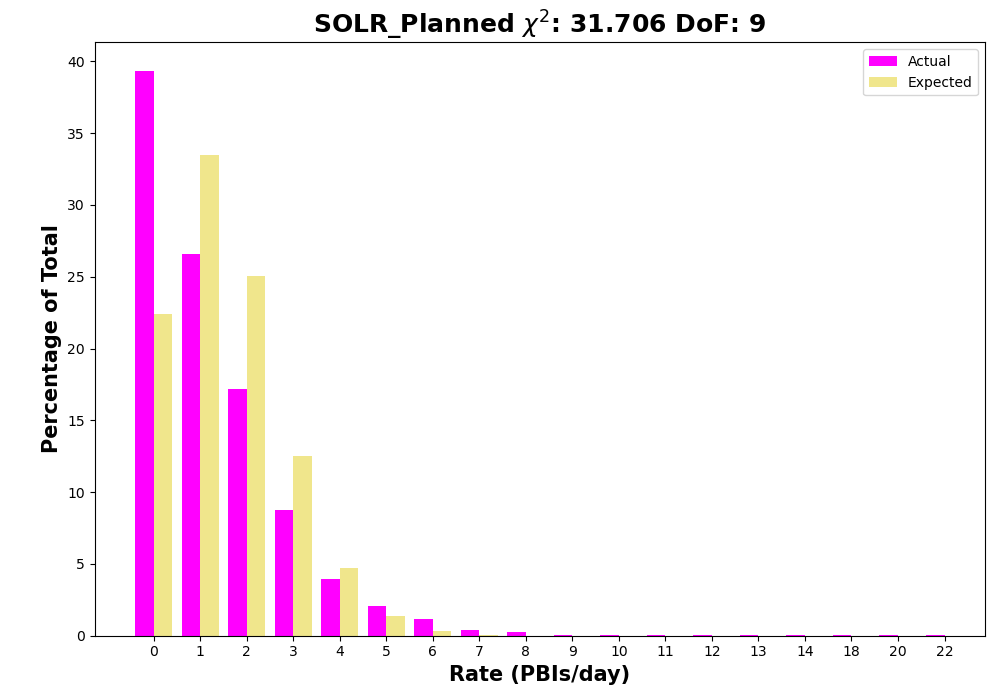 SOLR_Planned χ²: 31.706 DoF: 9
Actual
Expected
Percentage of Total
40
35
30
25
20
15
10
5
0
0 1 2 3 4 5 6 7 8 9 10 11 12 13 14 18 20 22
Rate (PBIs/day)